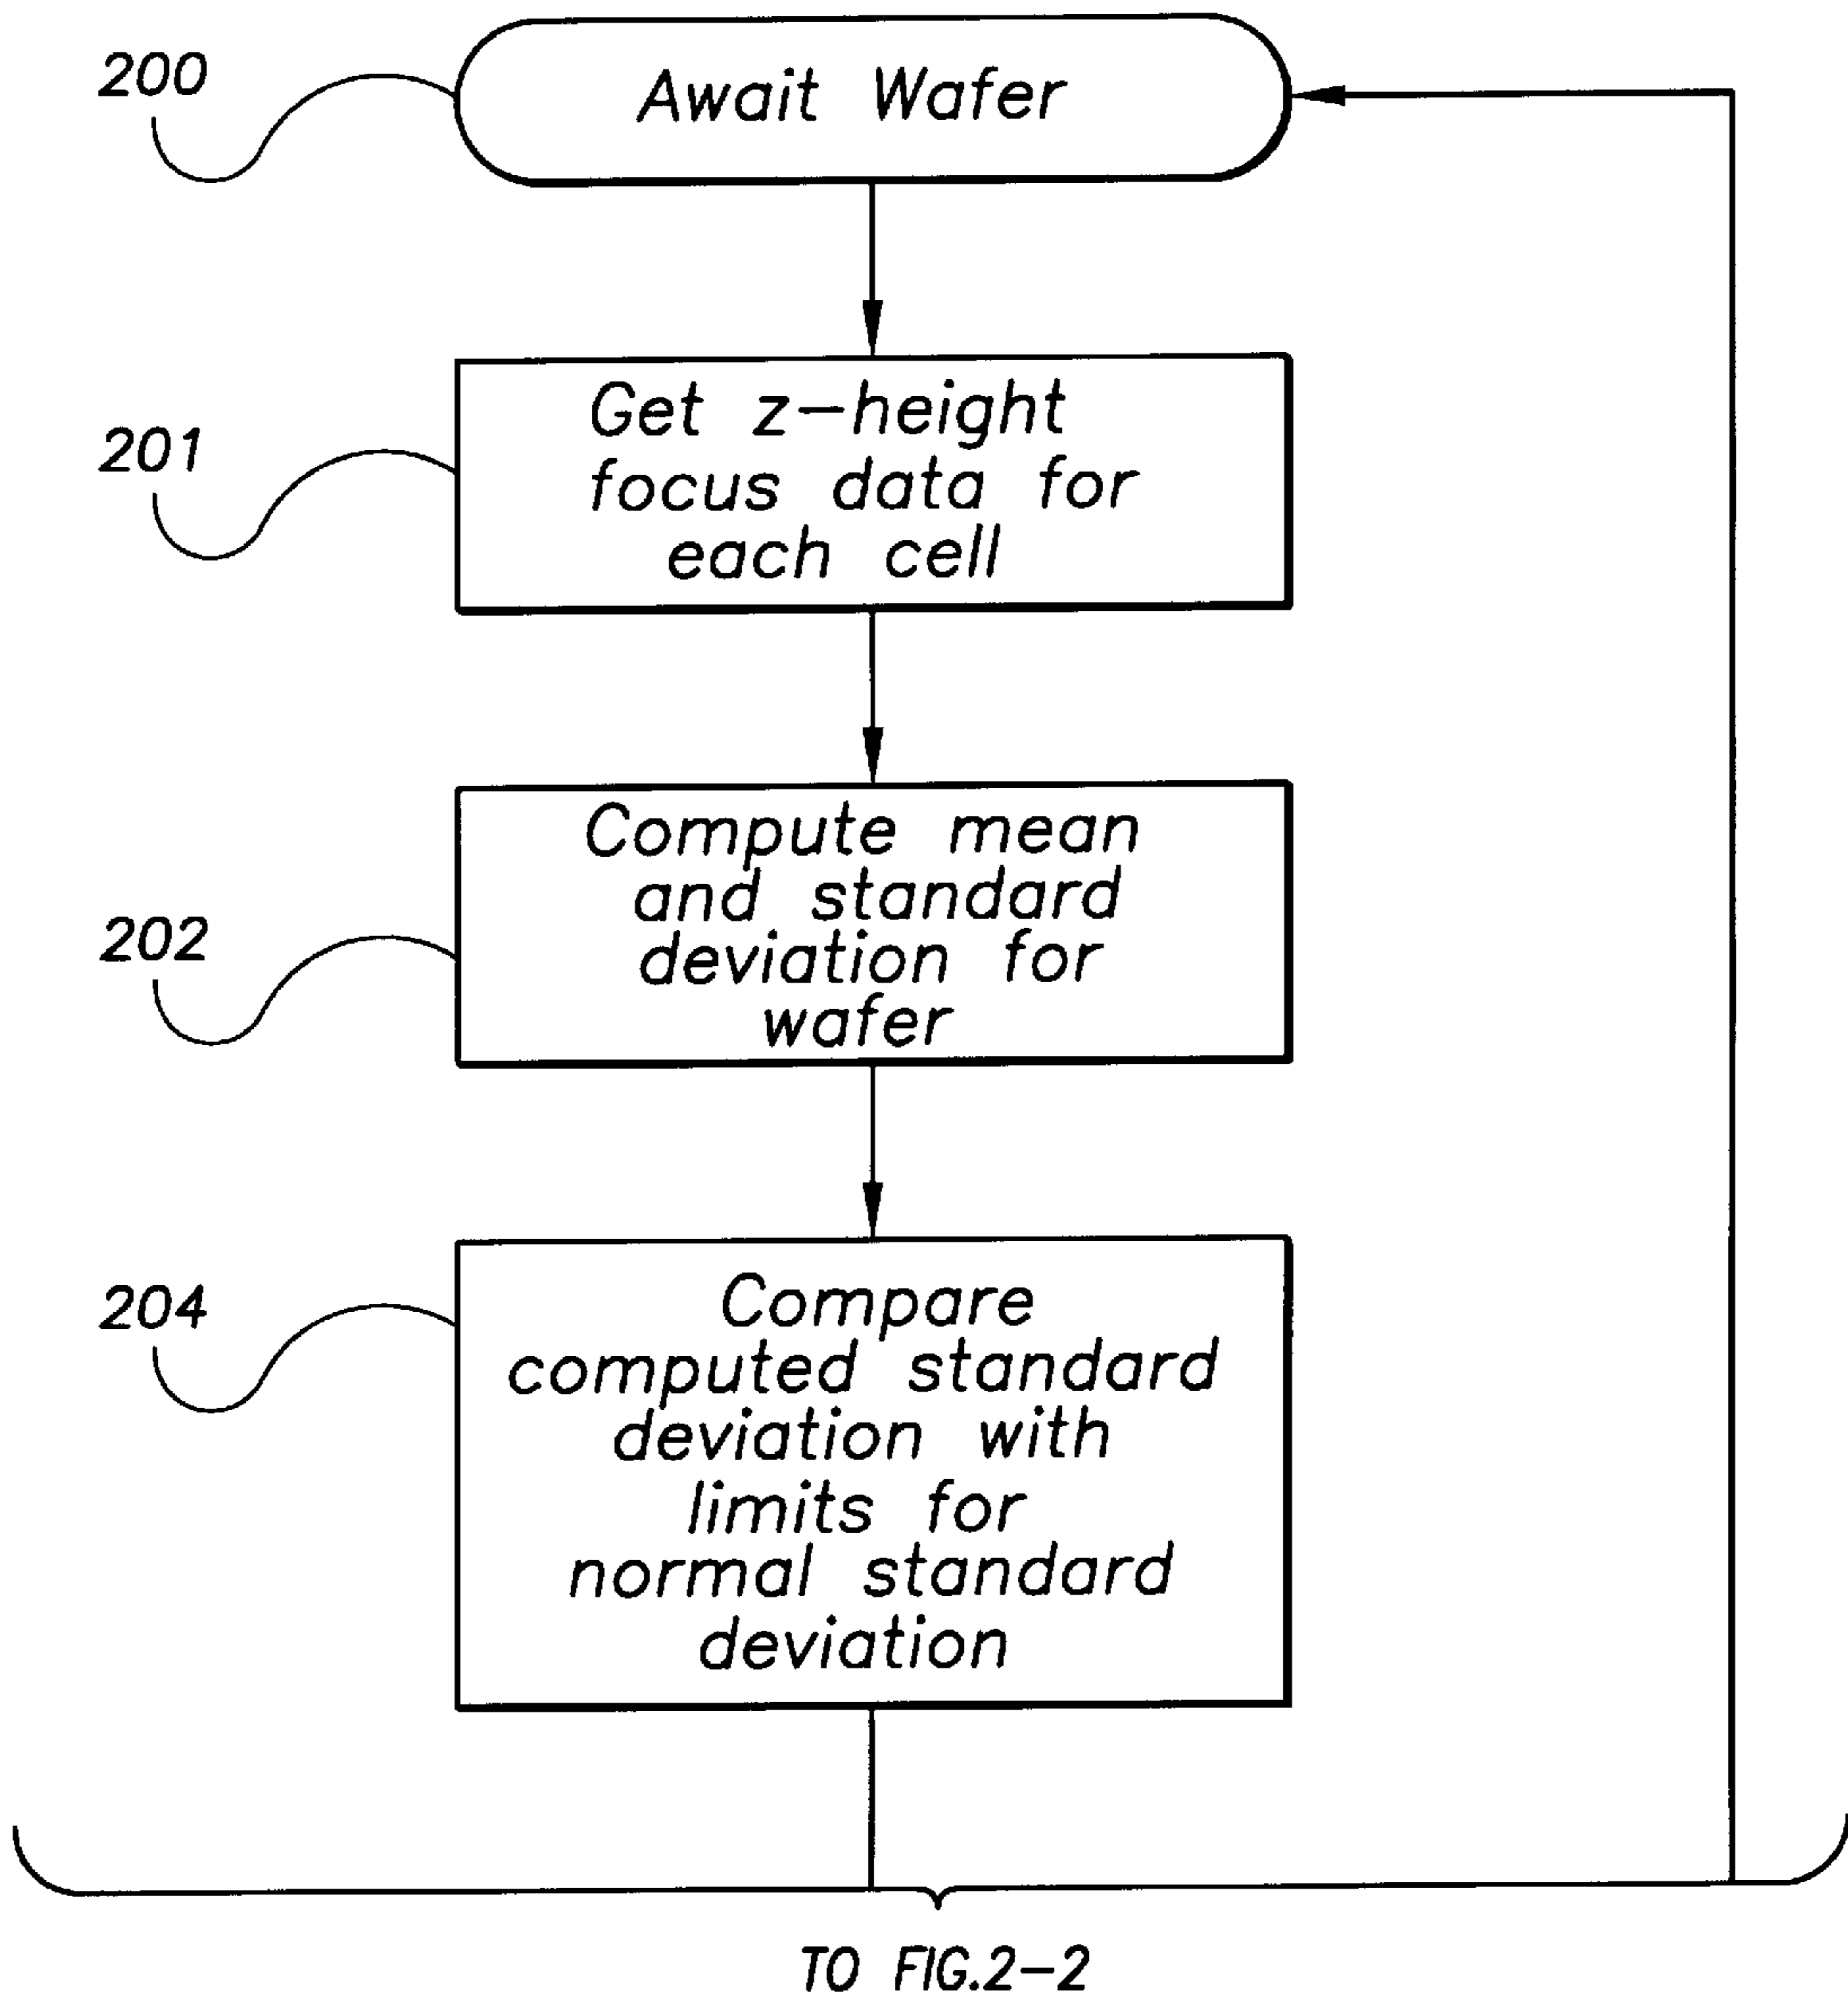 200
Await Wafer
201
Get z-height
focus data for
each cell
202
Compute mean
and standard
deviation for
wafer
204
Compare
computed standard
deviation with
limits for
normal standard
deviation
TO FIG.2-2